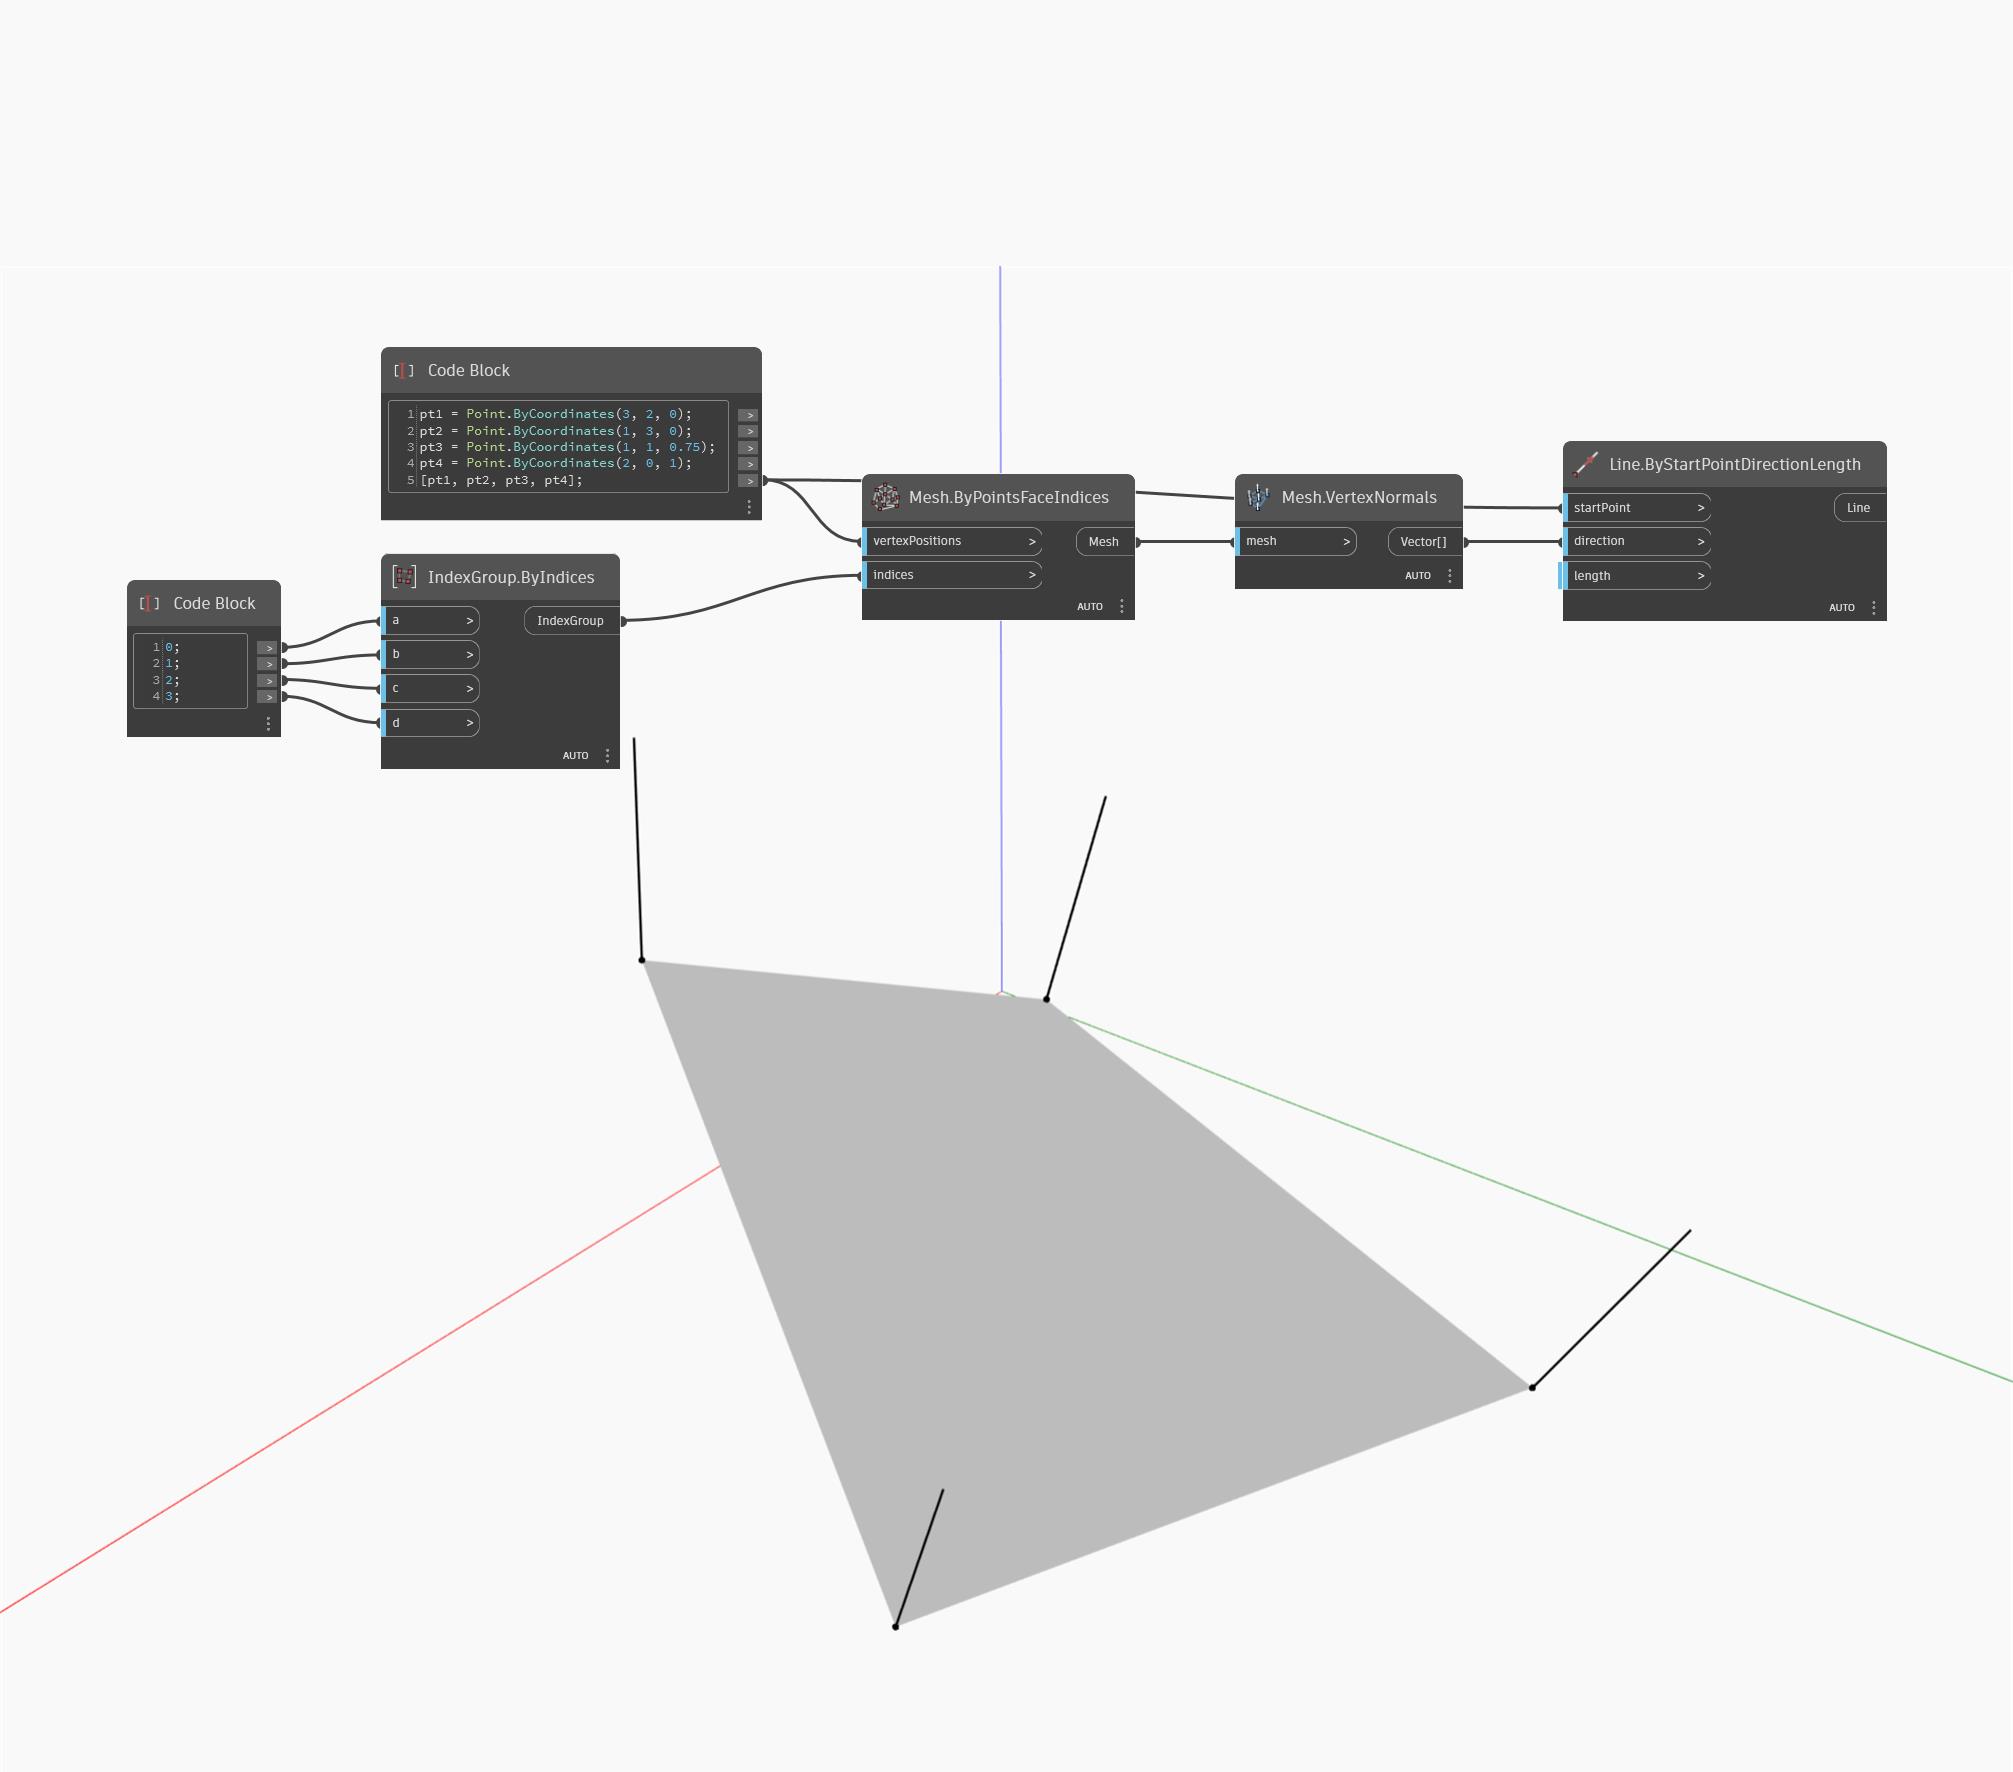 Code Block
1 pt1 = Point.ByCoordinates(3, 2, 0); >
2 pt2 = Point.ByCoordinates(1, 3, 0); >
3 pt3 = Point.ByCoordinates(1, 1, 0.75); >
4 pt4 = Point.ByCoordinates(2, 0, 1); >
5 [pt1, pt2, pt3, pt4]; >
Code Block
1 0; >
2 1; >
3 2; >
4 3; >
IndexGroup.ByIndices
a > IndexGroup
b >
c >
d >
AUTO
Mesh.ByPointsFaceIndices
vertexPositions > Mesh
indices >
AUTO
Mesh.VertexNormals
mesh > Vector[]
AUTO
Line.ByStartPointDirectionLength
startPoint > Line
direction >
length >
AUTO